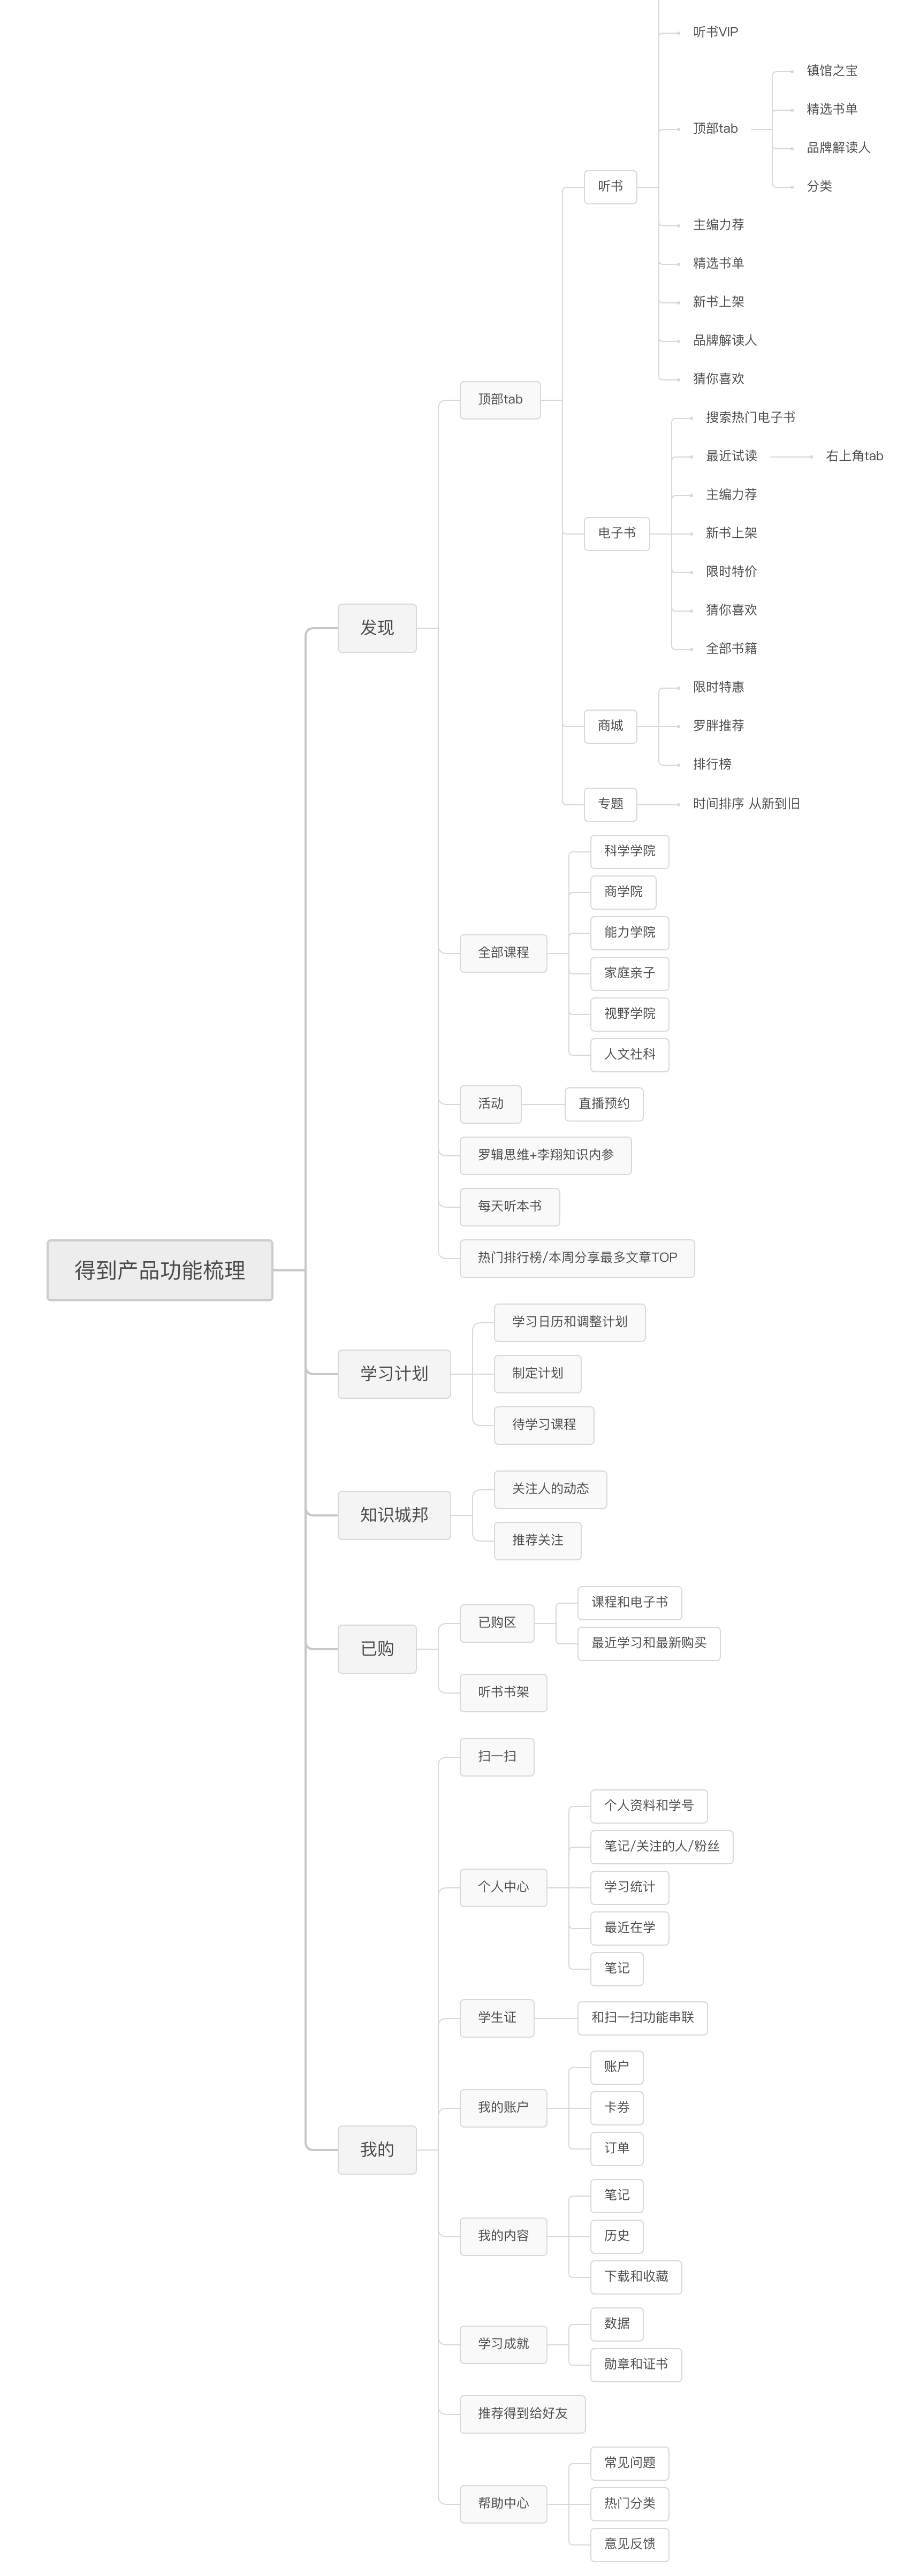 得到产品功能梳理
发现
顶部tab
听书
听书VIP
顶部tab
镇馆之宝
精选书单
品牌解读人
分类
主编力荐
精选书单
新书上架
品牌解读人
猜你喜欢
电子书
搜索热门电子书
最近试读
右上角tab
主编力荐
新书上架
限时特价
猜你喜欢
全部书籍
商城
限时特惠
罗胖推荐
排行榜
专题
时间排序 从新到旧
全部课程
科学学院
商学院
能力学院
家庭亲子
视野学院
人文社科
活动
直播预约
罗辑思维+李翔知识内参
每天听本书
热门排行榜/本周分享最多文章TOP
学习计划
学习日历和调整计划
制定计划
待学习课程
知识城邦
关注人的动态
推荐关注
已购
已购区
课程和电子书
最近学习和最新购买
听书书架
我的
扫一扫
个人中心
个人资料和学号
笔记/关注的人/粉丝
学习统计
最近在学
笔记
学生证
和扫一扫功能串联
我的账户
账户
卡券
订单
我的内容
笔记
历史
下载和收藏
学习成就
数据
勋章和证书
推荐得到给好友
帮助中心
常见问题
热门分类
意见反馈